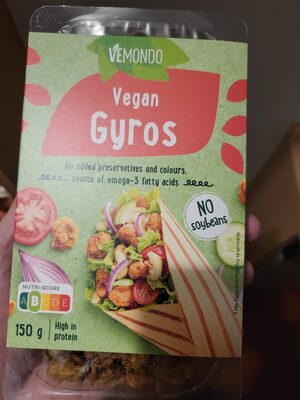 VEMONDO
Vegan
Gyros
No added preservatives and colours,
source of omega-3 fatty acids
NO
soybeans
NUTRI-SCORE
ABCDE
150 g
High in
protein